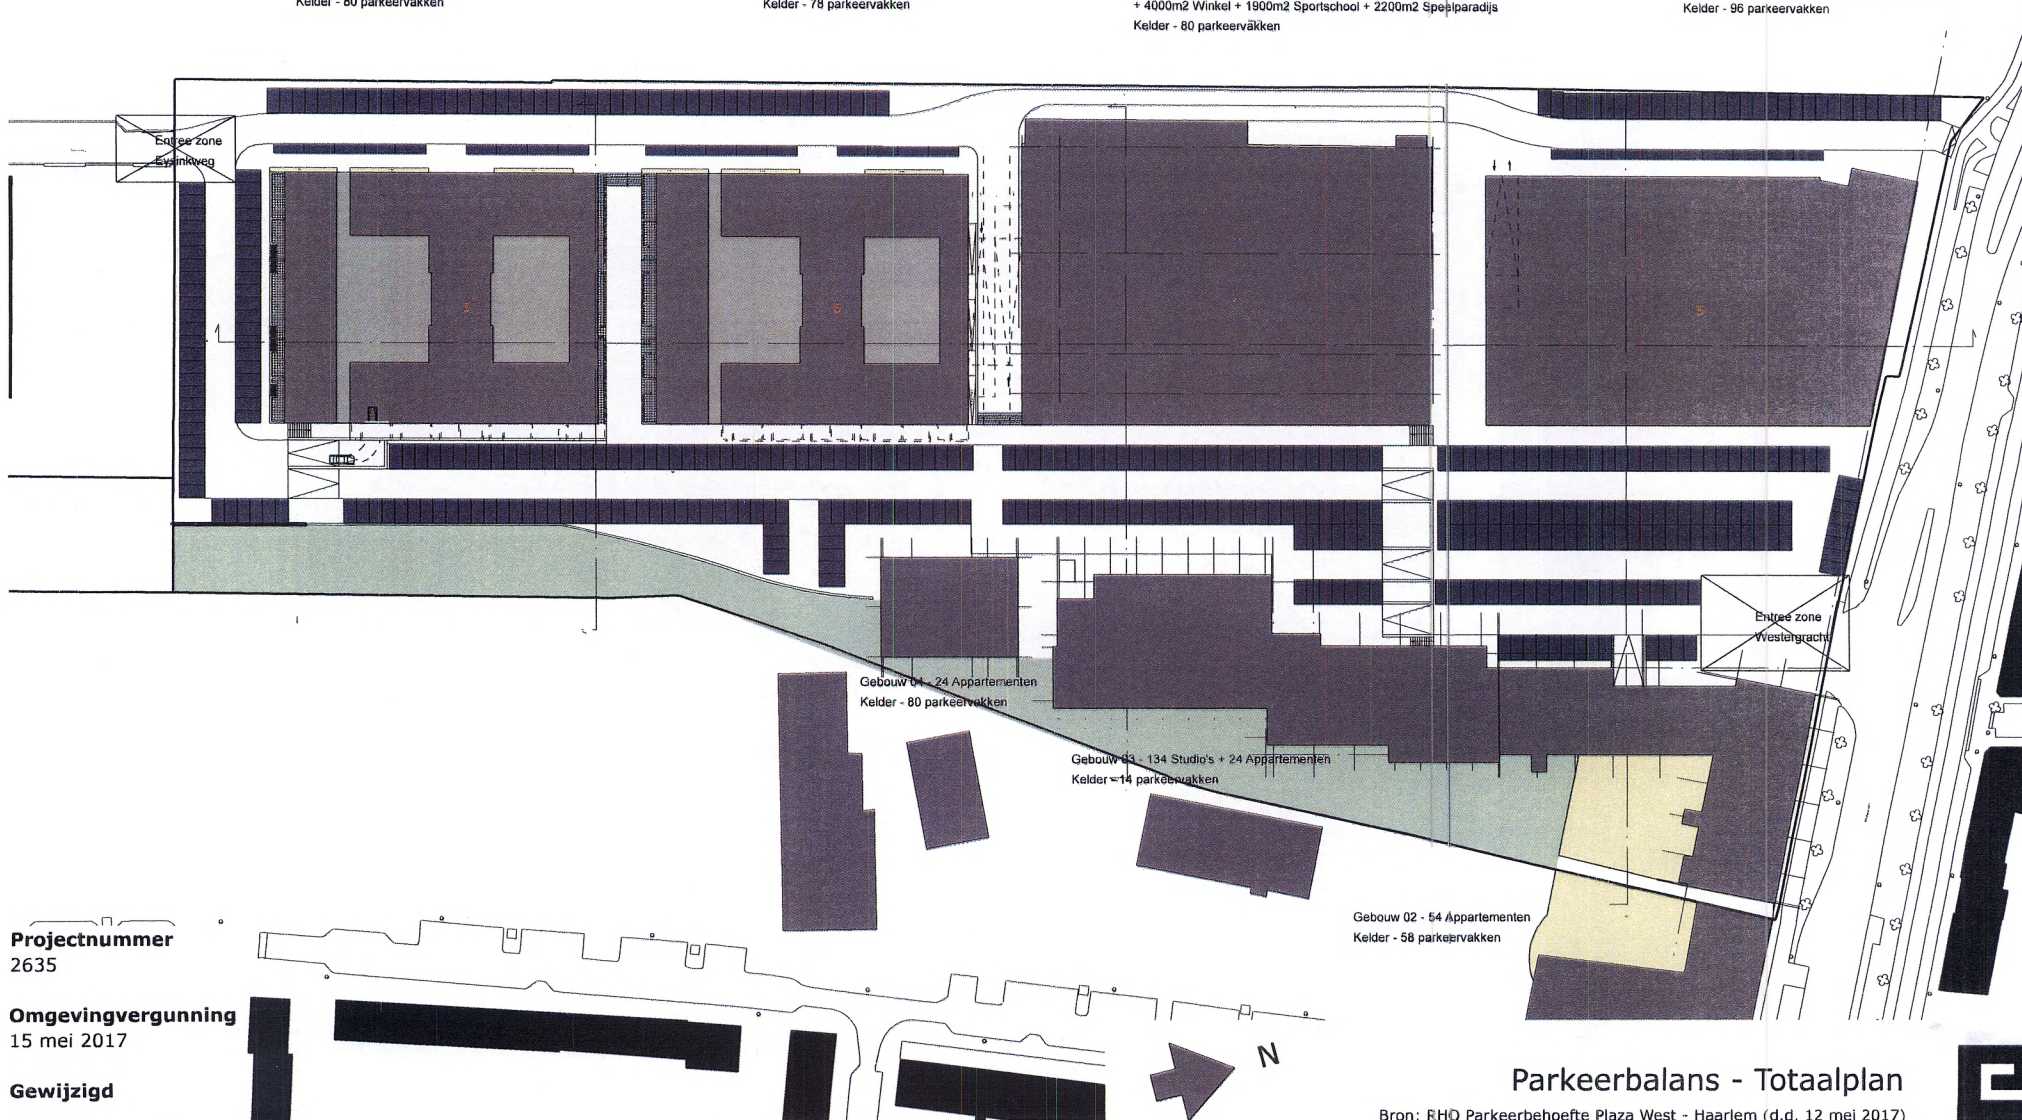 Kelder - 80 parkeervakken
Kelder - 78 parkeervakken
+ 4000m2 Winkel + 1900m2 Sportschool + 2200m2 Speelparadijs
Kelder - 80 parkeervakken
Kelder - 96 parkeervakken
Entree zone
Eysinkweg
5
Entree zone
Westergracht
Gebouw 04 - 24 Appartementen
Kelder - 80 parkeervakken
Gebouw 03 - 134 Studio's + 24 Appartementen
Kelder - 14 parkeervakken
Gebouw 02 - 54 Appartementen
Kelder - 58 parkeervakken
Projectnummer
2635
Omgevingvergunning
15 mei 2017
Gewijzigd
N
Parkeerbalans - Totaalplan
Bron: RHO Parkeerbehoefte Plaza West - Haarlem (d.d. 12 mei 2017)